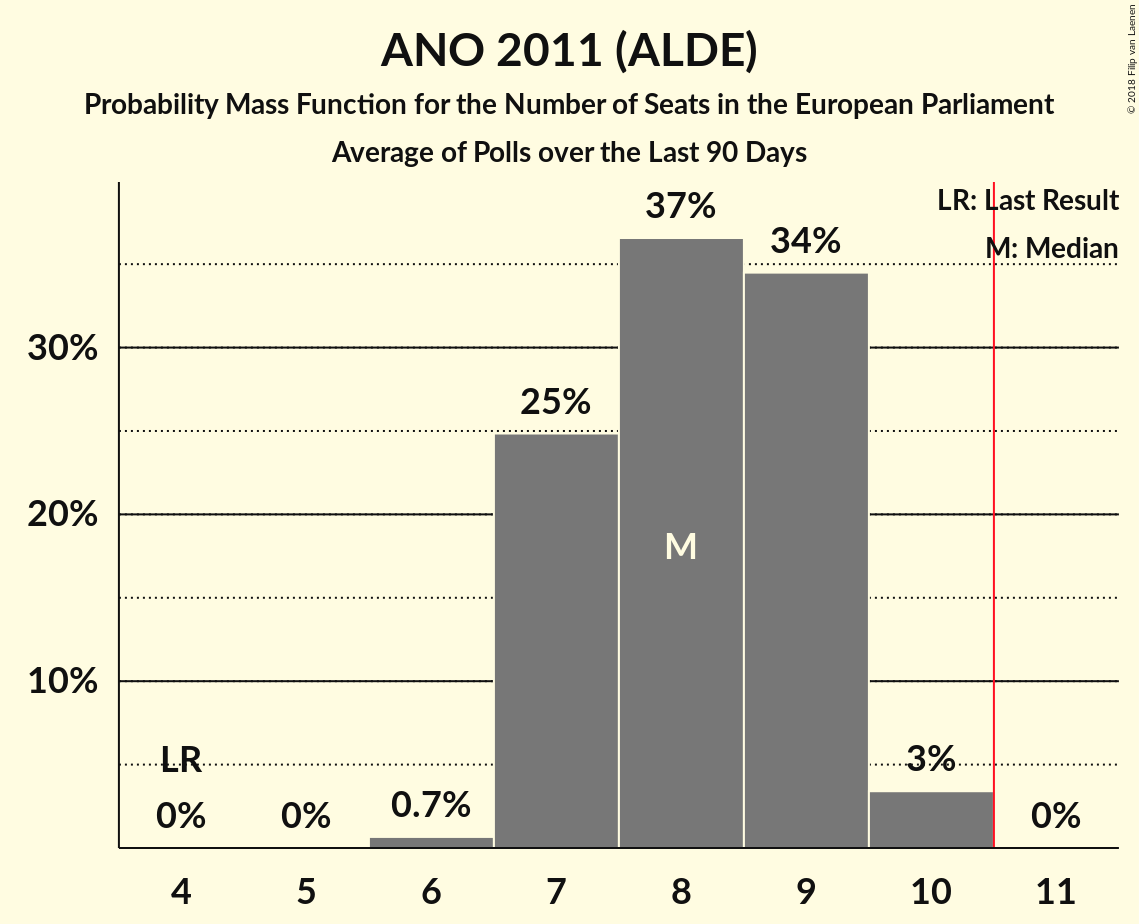 ANO 2011 (ALDE)
Probability Mass Function for the Number of Seats in the European Parliament
Average of Polls over the Last 90 Days
© 2018 Filip van Laenen
LR: Last Result
M: Median
37%
34%
30%
25%
20%
M
10%
LR
3%
0.7%
0%
0%
0%
4 5 6 7 8 9 10 11